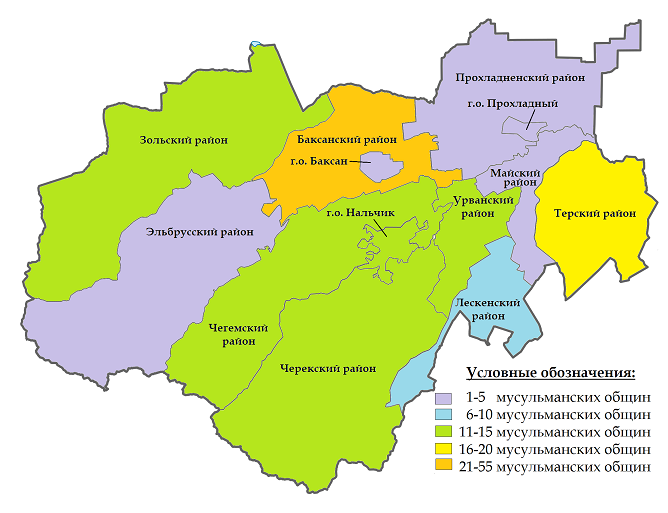 Прохладненский район
г.о. Прохладный
Зольский район
Баксанский район
г.о. Баксан
Майский
район
Урванский
район
г.о. Нальчик
Терский район
Эльбрусский район
Лескенский
район
Чегемский
район
Черекский район
Условные обозначения:
1-5 мусульманских общин
6-10 мусульманских общин
11-15 мусульманских общин
16-20 мусульманских общин
21-55 мусульманских общин